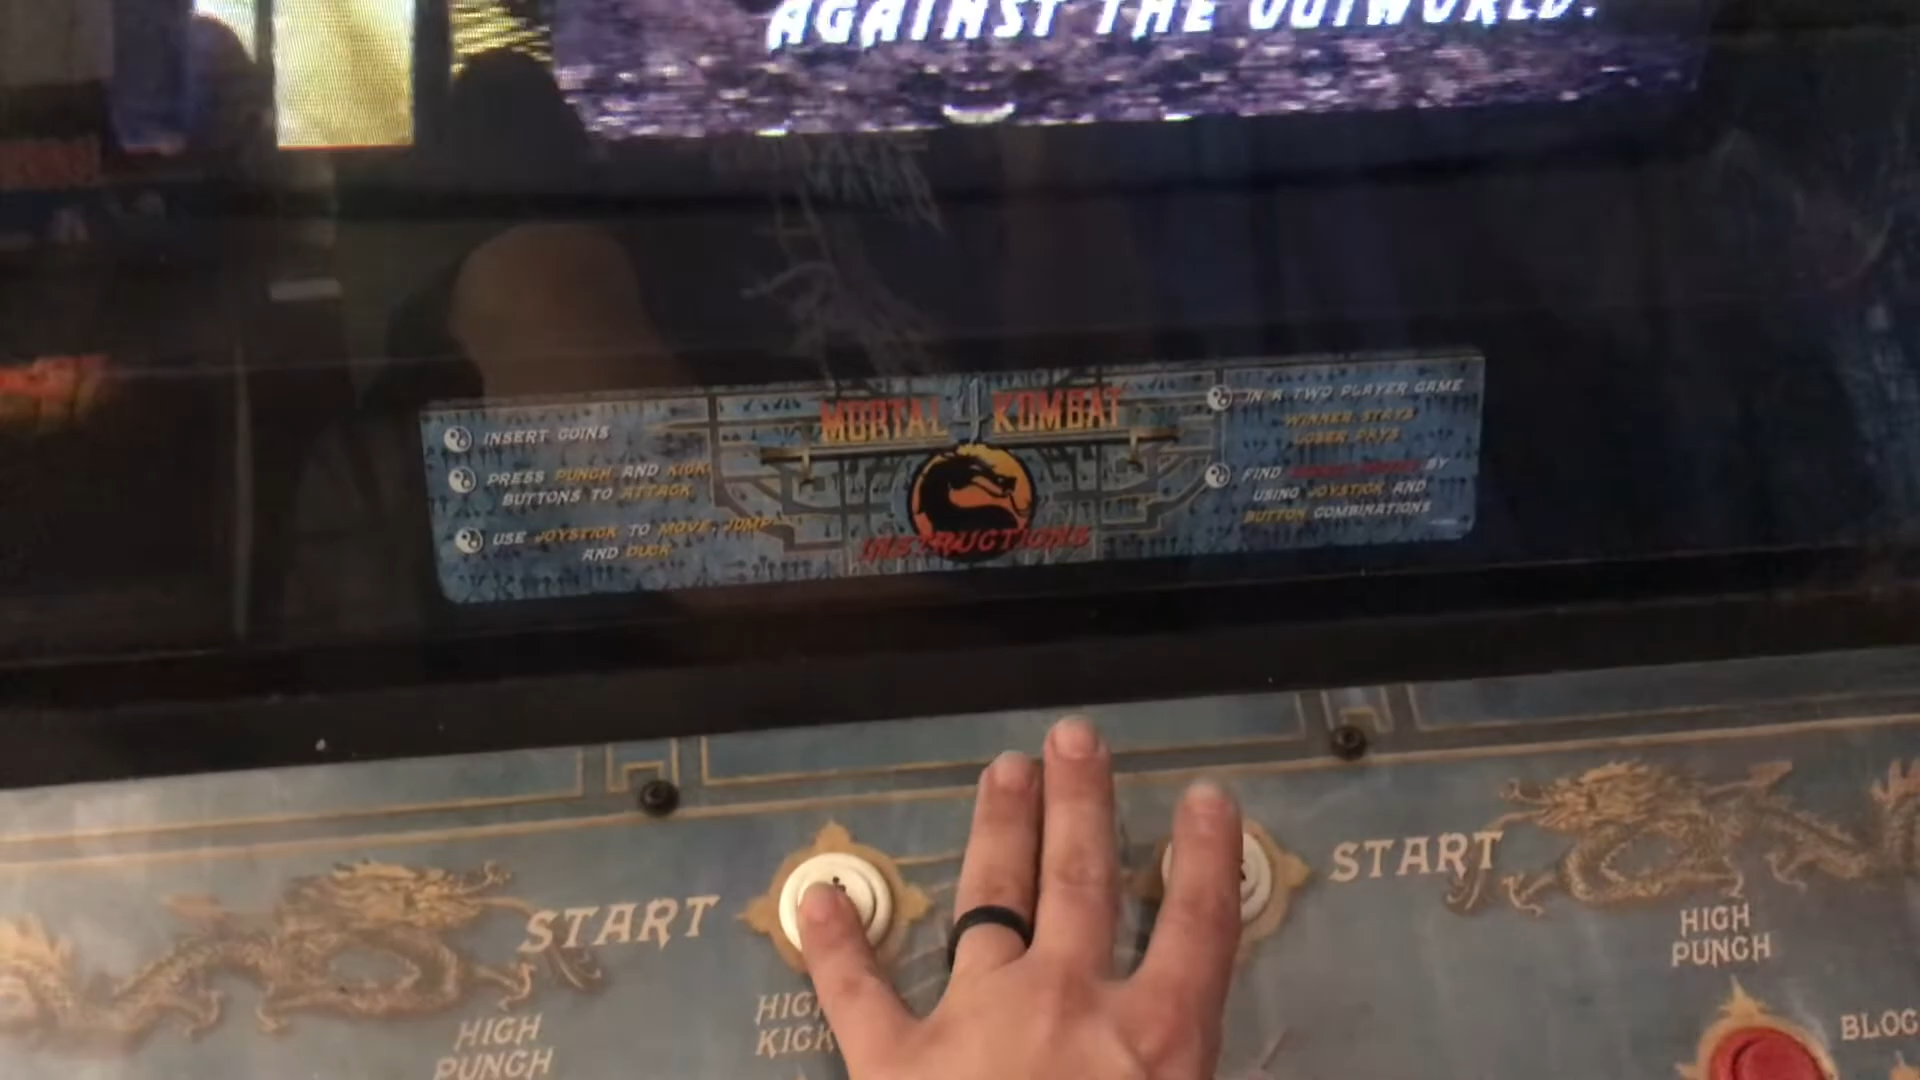 AGAINST THE OUTWORLD.
INSERT COINS
PRESS PUNCH AND KICK
BUTTONS TO ATTACK
USE JOYSTICK TO MOVE, JUMP
AND DUCK
MORTAL KOMBAT
4
INSTRUCTIONS
IN A TWO PLAYER GAME
WINNER STAYS
LOSER PAYS
FIND BY
USING JOYSTICK AND
BUTTON COMBINATIONS
START
START
HIGH
PUNCH
HIGH
KICK
HIGH
PUNCH
BLOC